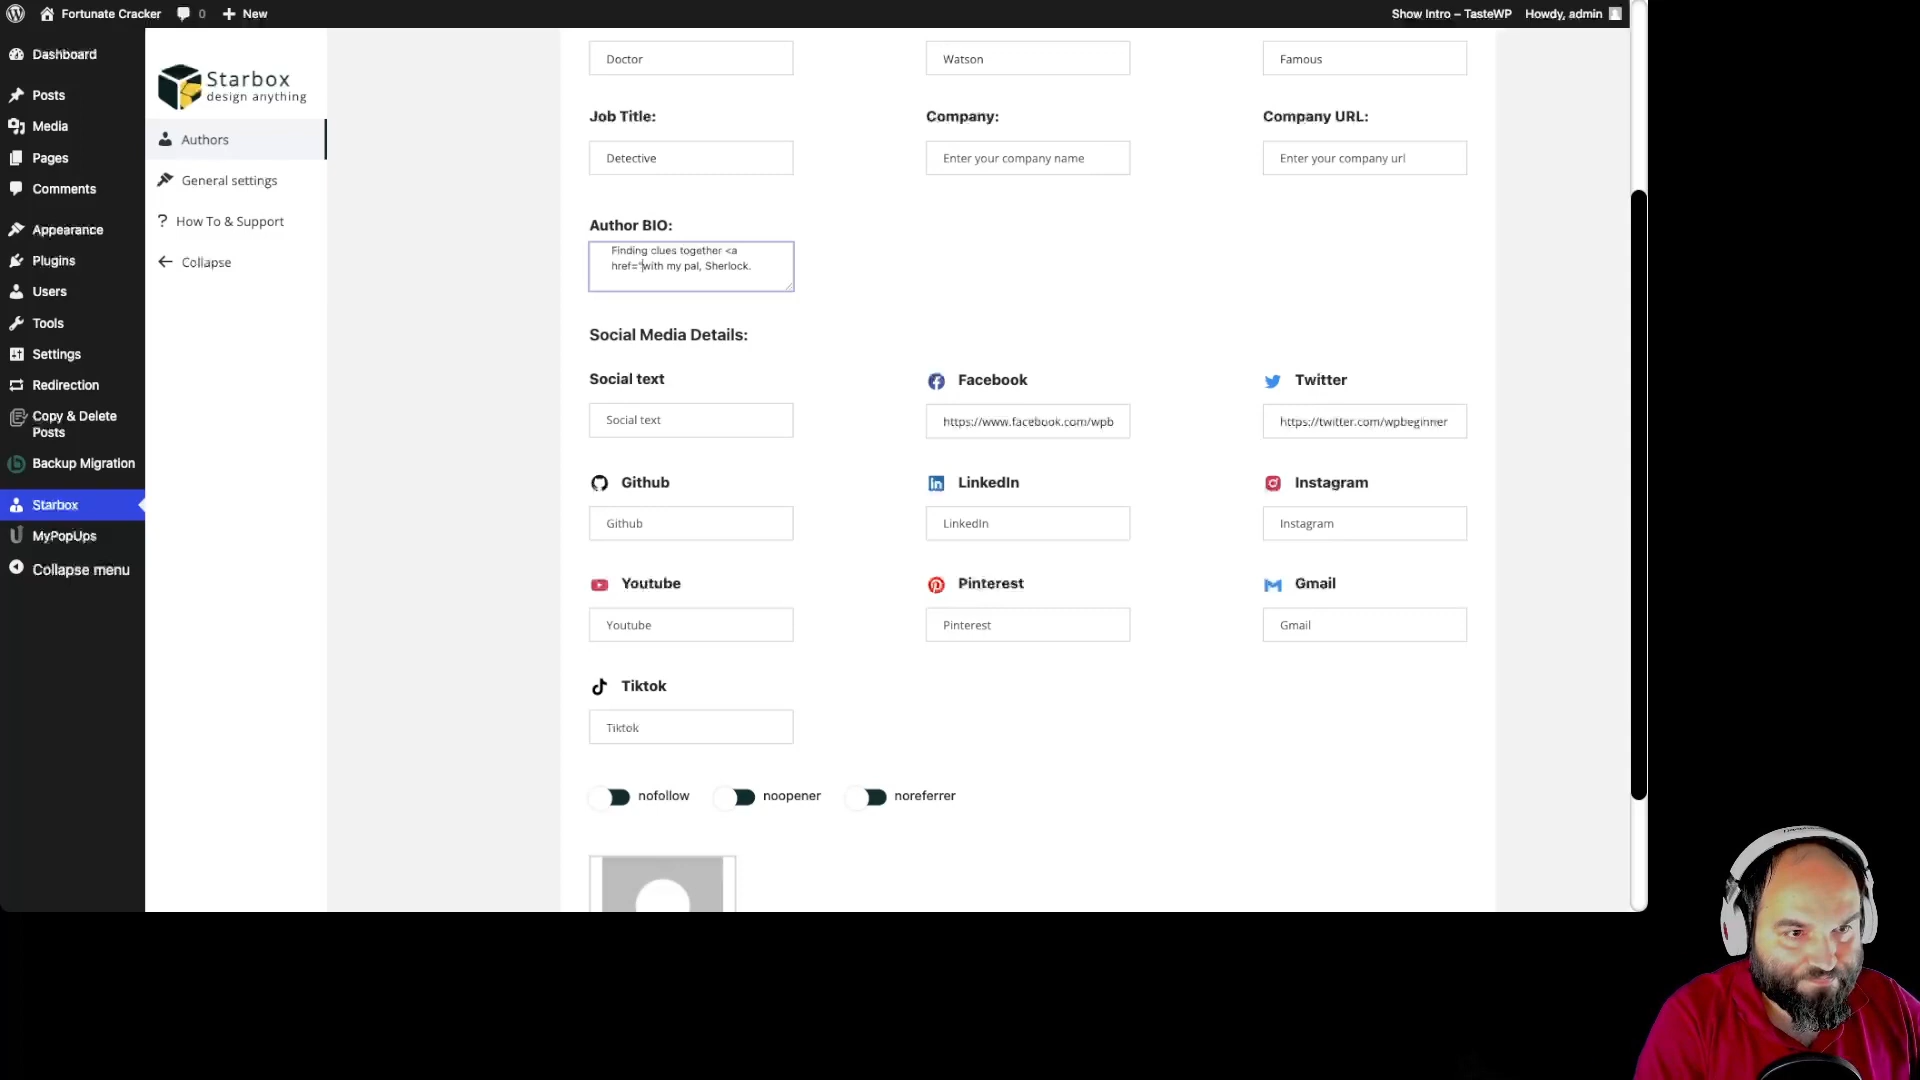 Fortunate Cracker
0
New
Show Intro – TasteWP
Howdy, admin
Dashboard
Posts
Media
Pages
Comments
Appearance
Plugins
Users
Tools
Settings
Redirection
Copy & Delete
Posts
Backup Migration
Starbox
MyPopUps
Collapse menu
Starbox
design anything
Authors
General settings
? How To & Support
Collapse
Doctor
Watson
Famous
Job Title:
Company:
Company URL:
Detective
Enter your company name
Enter your company url
Author BIO:
Finding clues together <a
href="with my pal, Sherlock.
Social Media Details:
Social text
Facebook
Twitter
Social text
https://www.facebook.com/wpb
https://twitter.com/wpbeginner
Github
LinkedIn
Instagram
Github
LinkedIn
Instagram
Youtube
Pinterest
Gmail
Youtube
Pinterest
Gmail
Tiktok
Tiktok
nofollow
noopener
noreferrer